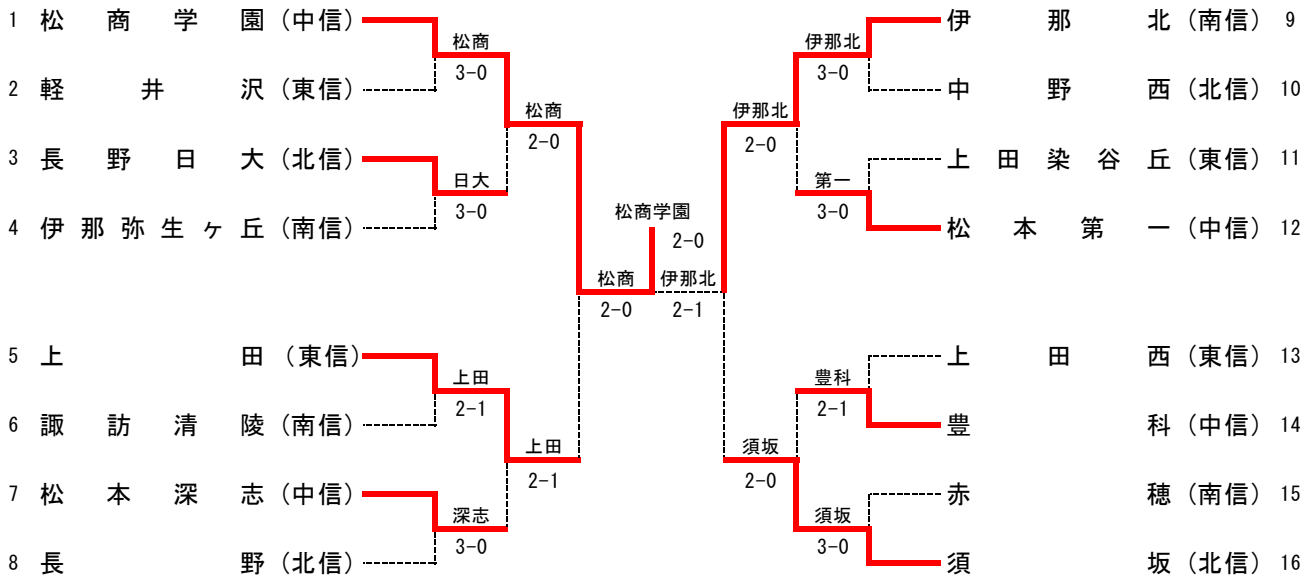 1 松商学園(中信)
松商
3-0
2 軽井沢(東信)
松商
2-0
3 長野日大(北信)
日大
3-0
4 伊那弥生ヶ丘(南信)
5 上田(東信)
上田
2-1
6 諏訪清陵(南信)
上田
2-1
7 松本深志(中信)
深志
3-0
8 長野(北信)
松商学園
2-0
松商
2-0
伊那北
2-1
伊那北(南信) 9
伊那北
3-0
中野西(北信) 10
伊那北
2-0
上田染谷丘(東信) 11
第一
3-0
松本第一(中信) 12
上田西(東信) 13
豊科
2-1
豊科(中信) 14
須坂
2-0
赤穂(南信) 15
須坂
3-0
須坂(北信) 16